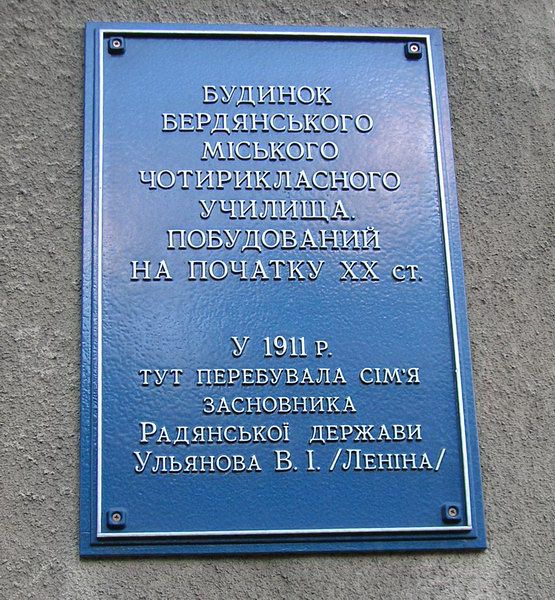 БУДИНОК
БЕРДЯНСЬКОГО
МІСЬКОГО
ЧОТИРИКЛАСНОГО
УЧИЛИЩА.
ПОБУДОВАНИЙ
НА ПОЧАТКУ XX СТ.
У 1911 Р.
ТУТ ПЕРЕБУВАЛА СІМ'Я
ЗАСНОВНИКА
РАДЯНСЬКОЇ ДЕРЖАВИ
УЛЬЯНОВА В. І. /ЛЕНІНА/